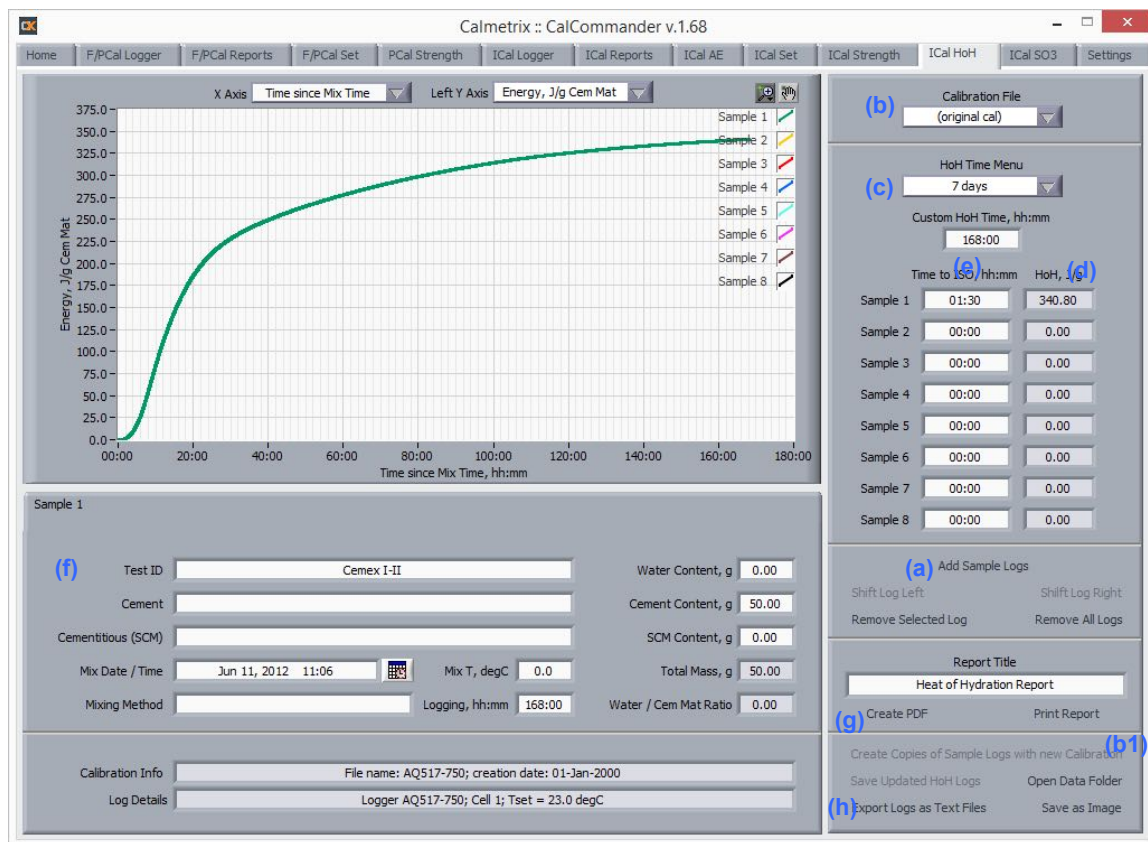 CK Calmetrix :: CalCommander v.1.68
Home F/PCal Logger F/PCal Reports F/PCal Set PCal Strength ICal Logger ICal Reports ICal AE ICal Set ICal Strength ICal HoH ICal SO3 Settings
X Axis Time since Mix Time Left Y Axis Energy, J/g Cem Mat
375.0
350.0
325.0
300.0
275.0
250.0
225.0
200.0
175.0
150.0
125.0
100.0
75.0
50.0
25.0
0.0
Energy, J/g Cem Mat
00:00 20:00 40:00 60:00 80:00 100:00 120:00 140:00 160:00 180:00
Time since Mix Time, hh:mm
Sample 1
Sample 2
Sample 3
Sample 4
Sample 5
Sample 6
Sample 7
Sample 8
Calibration File
(b) (original cal)
HoH Time Menu
(c) 7 days
Custom HoH Time, hh:mm
168:00
(e) (d)
Time to ISO, hh:mm HoH, J/g
Sample 1 01:30 340.80
Sample 2 00:00 0.00
Sample 3 00:00 0.00
Sample 4 00:00 0.00
Sample 5 00:00 0.00
Sample 6 00:00 0.00
Sample 7 00:00 0.00
Sample 8 00:00 0.00
(a) Add Sample Logs
Shift Log Left Shilft Log Right
Remove Selected Log Remove All Logs
Report Title
Heat of Hydration Report
(g) Create PDF Print Report
(b1)
Create Copies of Sample Logs with new Calibration
Save Updated HoH Logs Open Data Folder
(h) Export Logs as Text Files Save as Image
Sample 1
(f) Test ID Cemex I-II Water Content, g 0.00
Cement Cement Content, g 50.00
Cementitious (SCM) SCM Content, g 0.00
Mix Date / Time Jun 11, 2012 11:06 Mix T, degC 0.0 Total Mass, g 50.00
Mixing Method Logging, hh:mm 168:00 Water / Cem Mat Ratio 0.00
Calibration Info File name: AQ517-750; creation date: 01-Jan-2000
Log Details Logger AQ517-750; Cell 1; Tset = 23.0 degC